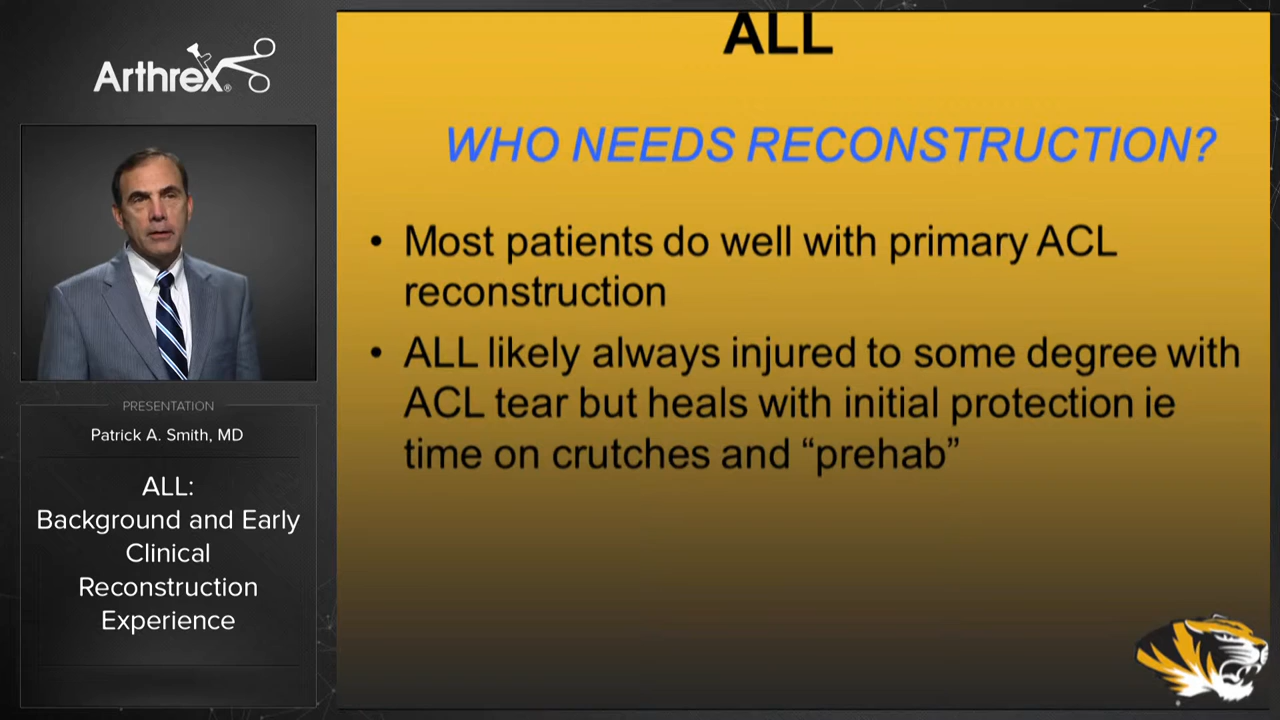 Arthrex®
PRESENTATION
Patrick A. Smith, MD
ALL:
Background and Early
Clinical
Reconstruction
Experience
ALL
WHO NEEDS RECONSTRUCTION?
• Most patients do well with primary ACL
reconstruction
• ALL likely always injured to some degree with
ACL tear but heals with initial protection ie
time on crutches and “prehab”